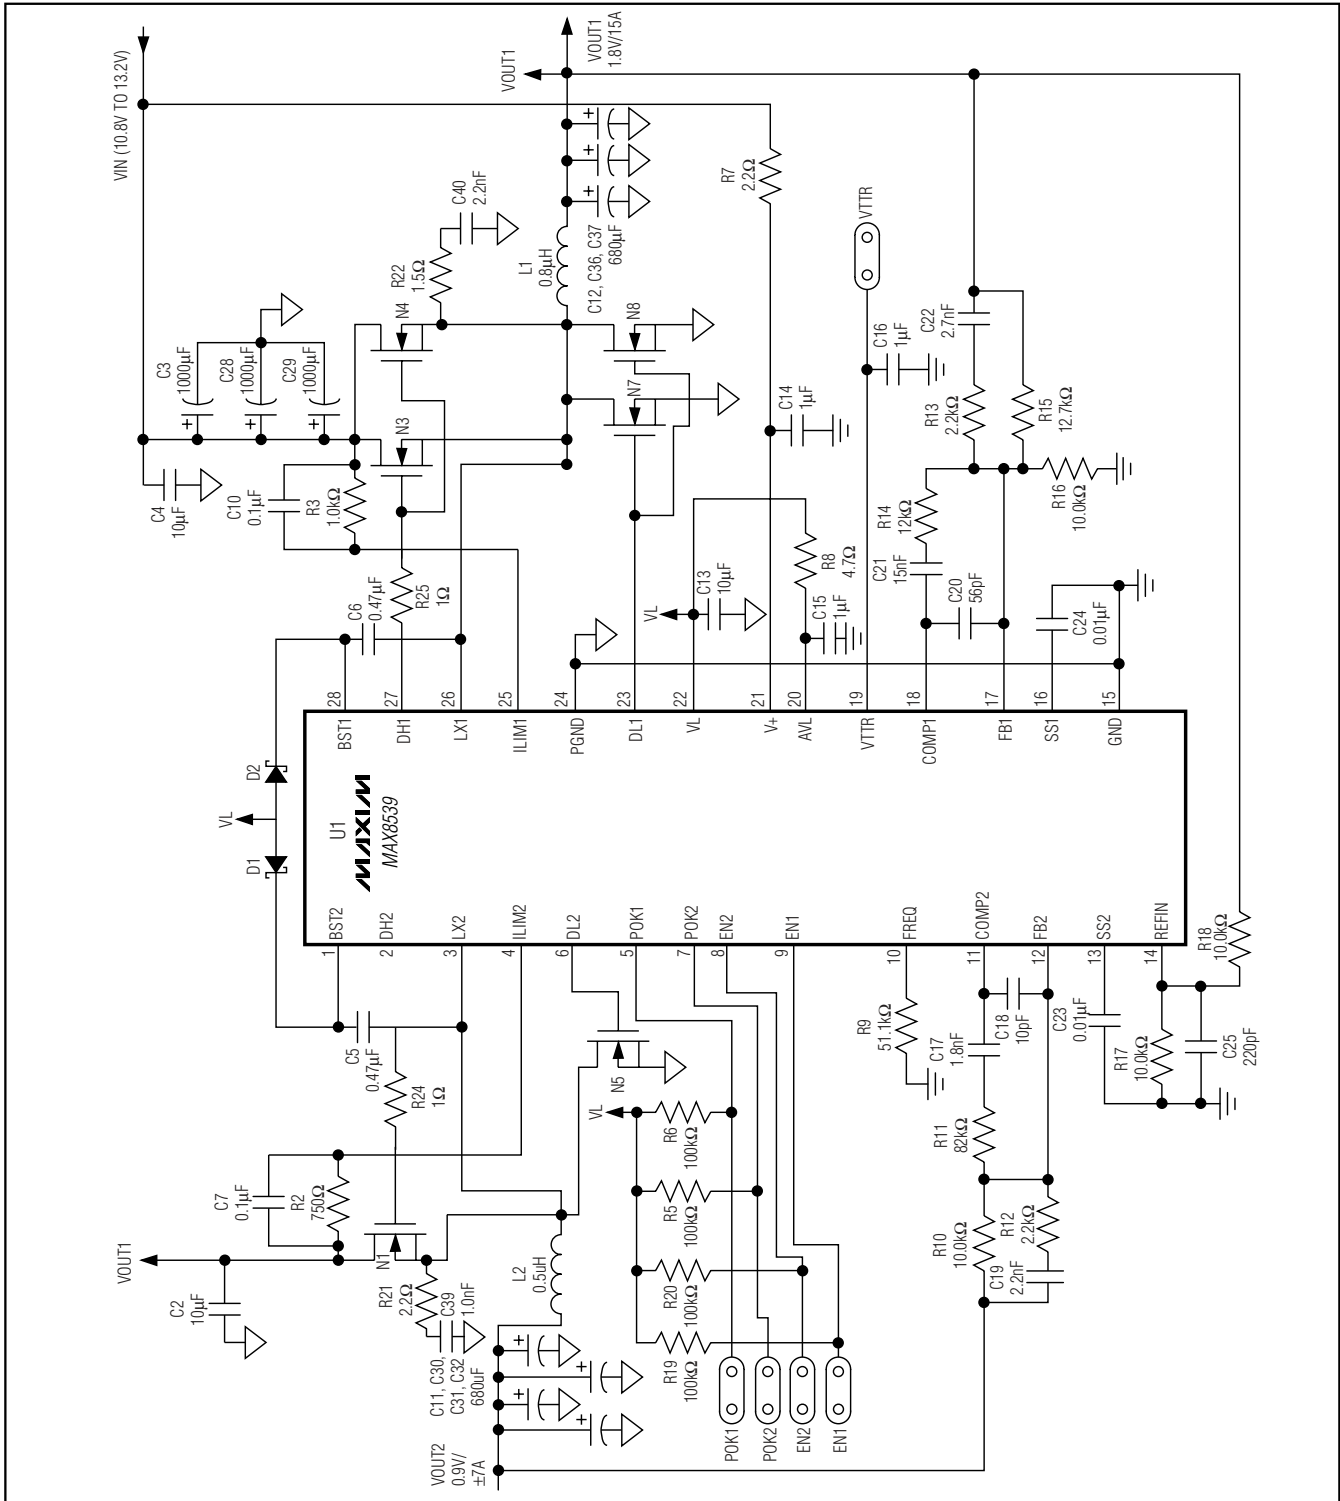 VIN (10.8V TO 13.2V)
VOUT1
VOUT1
1.8V/15A
C3
1000µF
C28
1000µF
C29
1000µF
C4
10µF
C10
0.1µF
R3
1.0kΩ
N3
N4
R22
1.5Ω
C40
2.2nF
L1
0.8µH
C12, C36, C37
680µF
N7
N8
R7
2.2Ω
C6
0.47µF
R25
1Ω
VL
C13
10µF
R8
4.7Ω
C15
1µF
C14
1µF
C16
1µF
VTTR
C22
2.7nF
R13
2.2kΩ
R15
12.7kΩ
R16
10.0kΩ
R14
12kΩ
C21
15nF
C20
56pF
C24
0.01µF
D2
VL
D1
28
BST1
27
DH1
26
LX1
25
ILIM1
24
PGND
23
DL1
22
VL
21
V+
20
AVL
19
VTTR
18
COMP1
17
FB1
16
SS1
15
GND
U1
MAXIM
MAX8539
1
BST2
2
DH2
3
LX2
4
ILIM2
6
DL2
5
POK1
7
POK2
8
EN2
9
EN1
10
FREQ
11
COMP2
12
FB2
13
SS2
14
REFIN
R18
10.0kΩ
C5
0.47µF
R24
1Ω
C7
0.1µF
R2
750Ω
VOUT1
C2
10µF
N1
R21
2.2Ω
C39
1.0nF
L2
0.5uH
C11, C30,
C31, C32
680uF
VOUT2
0.9V/
±7A
N5
VL
R6
100kΩ
R5
100kΩ
R20
100kΩ
R19
100kΩ
POK1
POK2
EN2
EN1
R9
51.1kΩ
C17
1.8nF
C18
10pF
C23
0.01µF
R17
10.0kΩ
C25
220pF
R11
82kΩ
R10
10.0kΩ
R12
2.2kΩ
C19
2.2nF